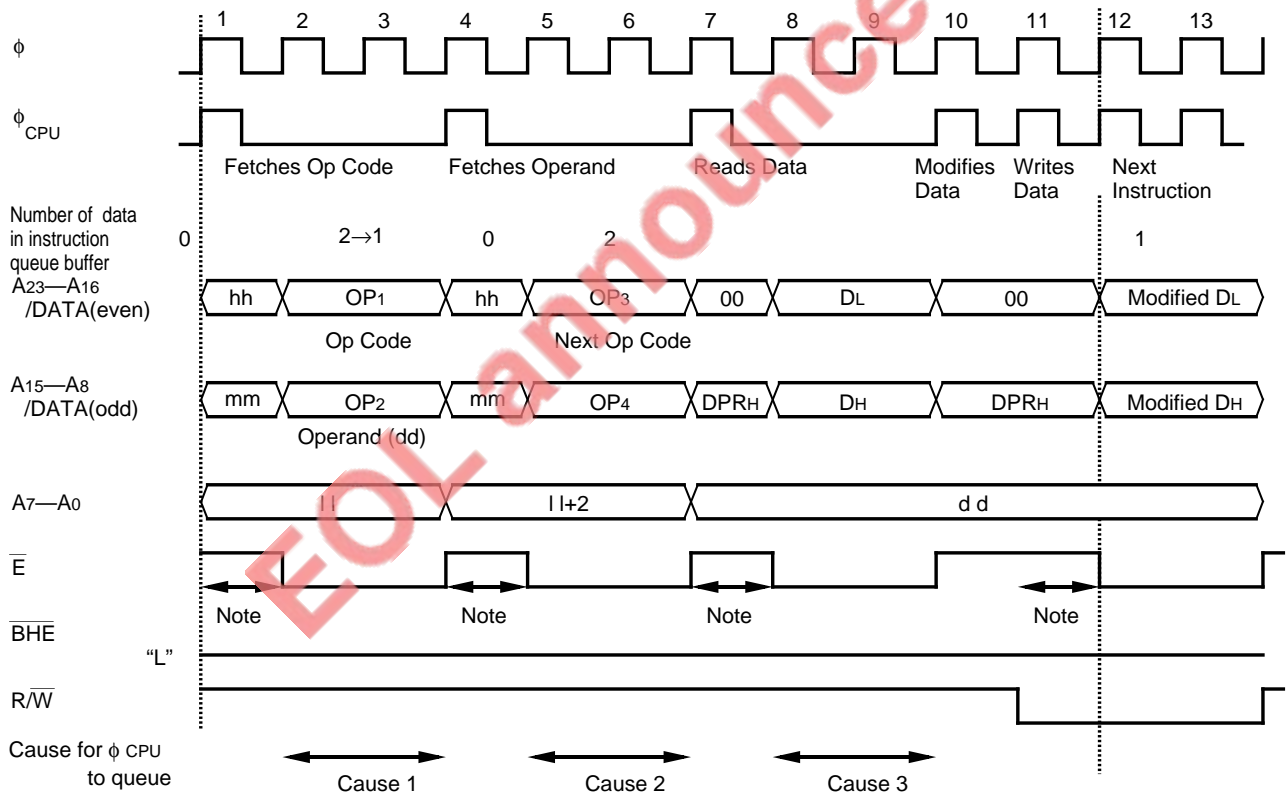 1 2 3 4 5 6 7 8 9 10 11 12 13
ϕ
ϕCPU
Fetches Op Code Fetches Operand Reads Data Modifies Data Writes Data Next Instruction
Number of data
in instruction
queue buffer
0 2→1 0 2 1
A23—A16
/DATA(even)
hh OP1 hh OP3 00 DL 00 Modified DL
Op Code Next Op Code
A15—A8
/DATA(odd)
mm OP2 mm OP4 DPRH DH DPRH Modified DH
Operand (dd)
A7—A0
l l l l+2 d d
E
Note Note Note Note
BHE
“L”
R/W
Cause for ϕ CPU
to queue
Cause 1 Cause 2 Cause 3
EOL announce